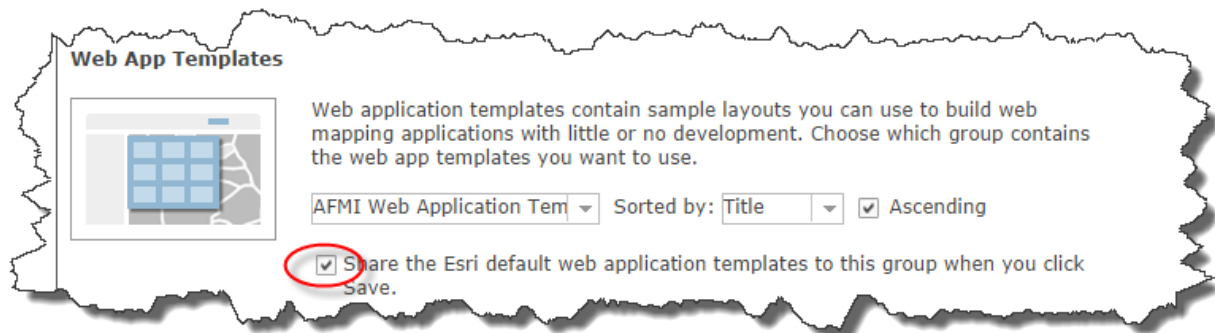 Web App Templates
Web application templates contain sample layouts you can use to build web
mapping applications with little or no development. Choose which group contains
the web app templates you want to use.
AFMI Web Application Tem Sorted by: Title Ascending
Share the Esri default web application templates to this group when you click
Save.